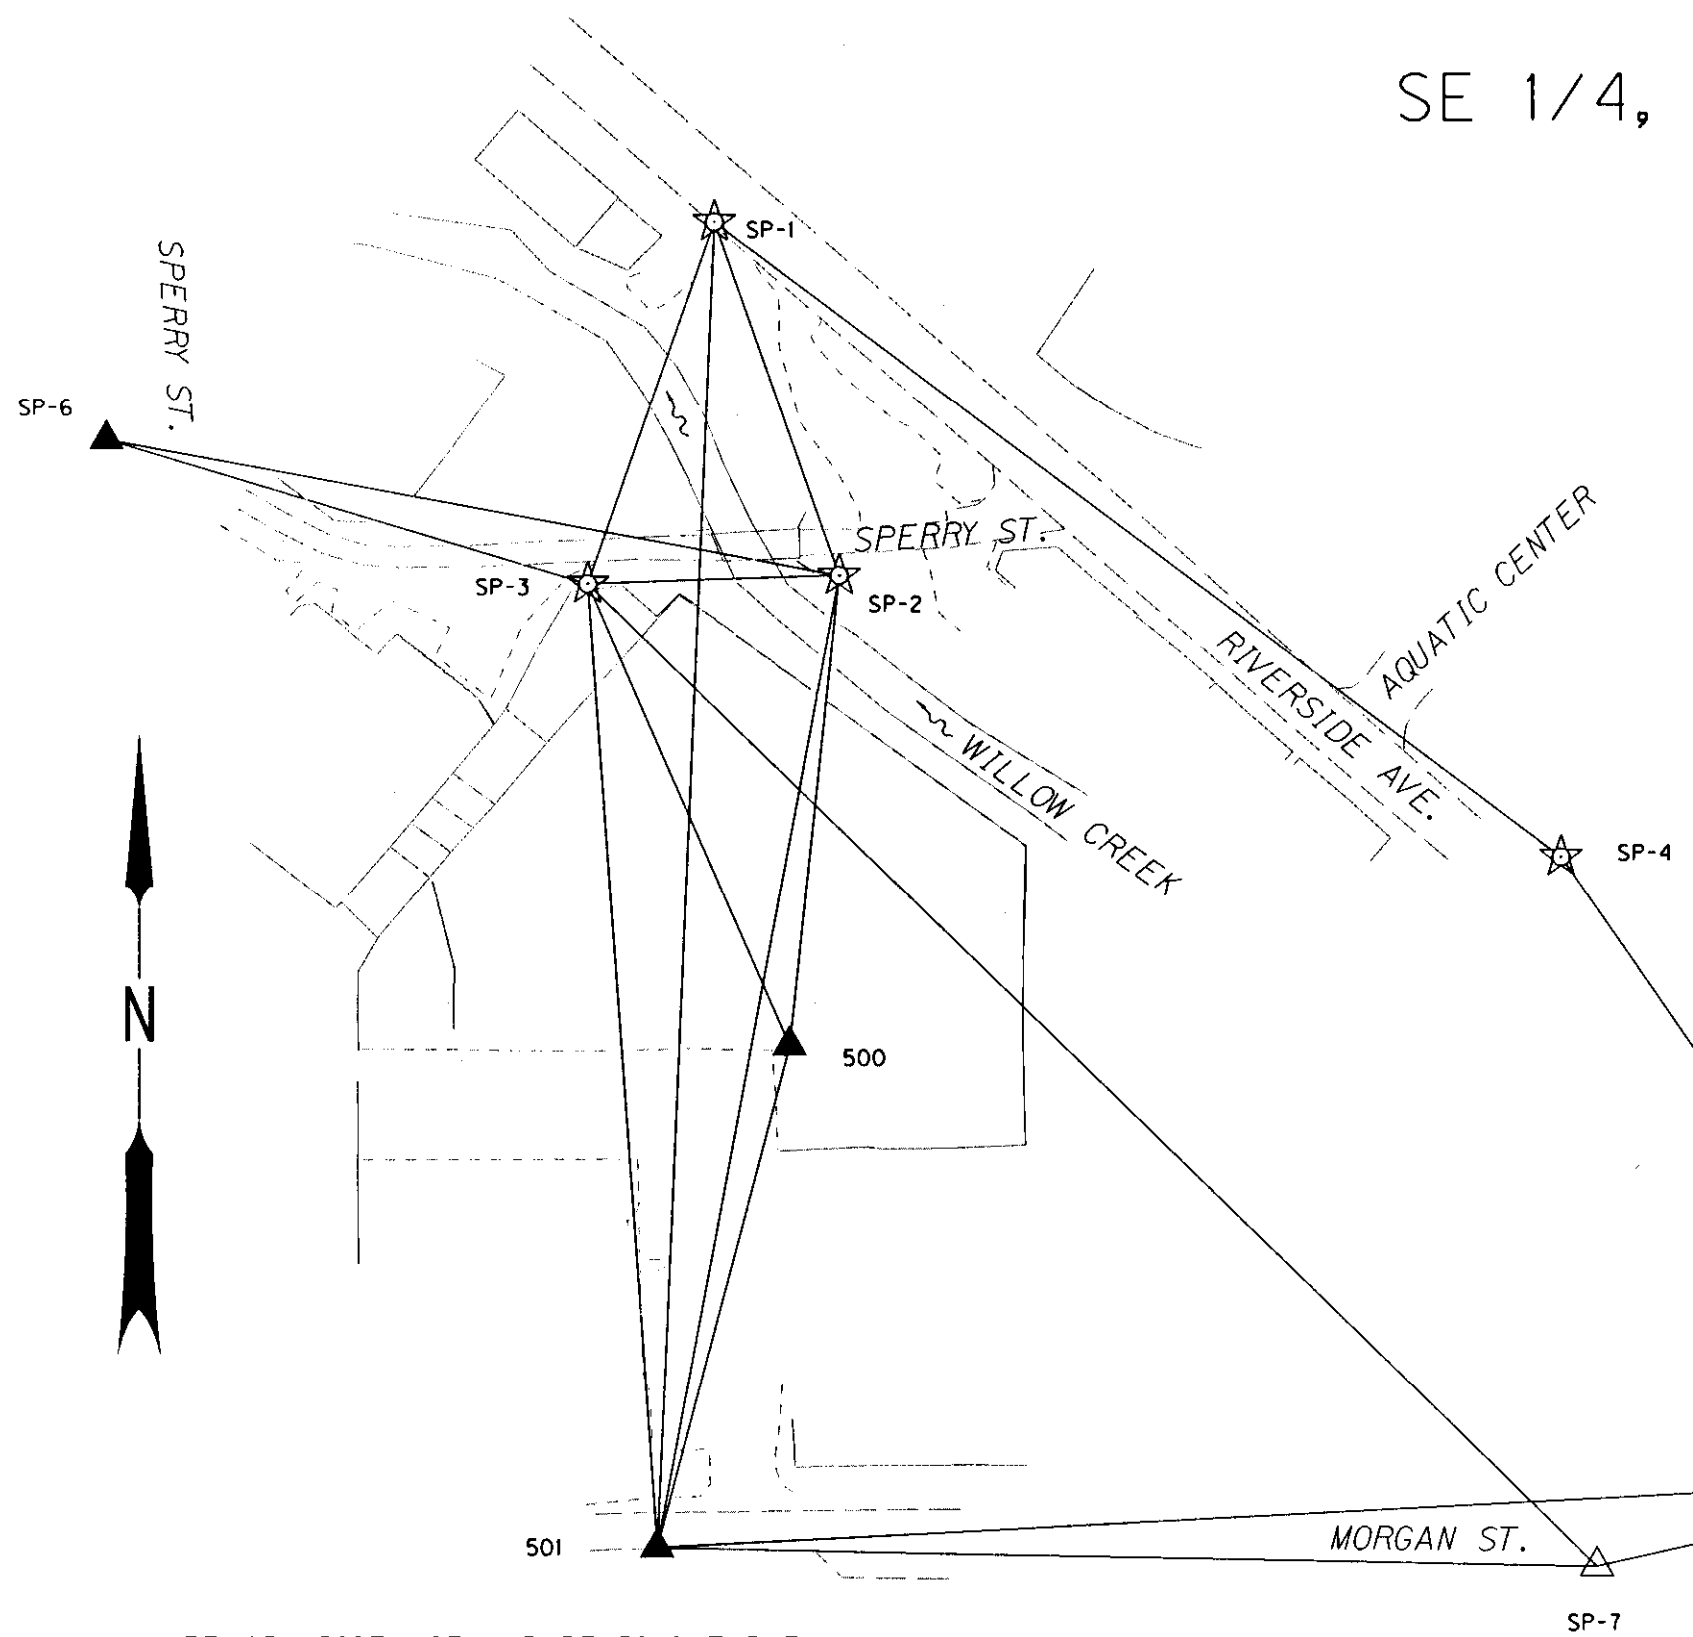 SE 1/4,
SP-1
SPERRY ST.
SP-6
SPERRY ST.
SP-3
SP-2
AQUATIC CENTER
RIVERSIDE AVE.
WILLOW CREEK
SP-4
N
500
501
MORGAN ST.
SP-7